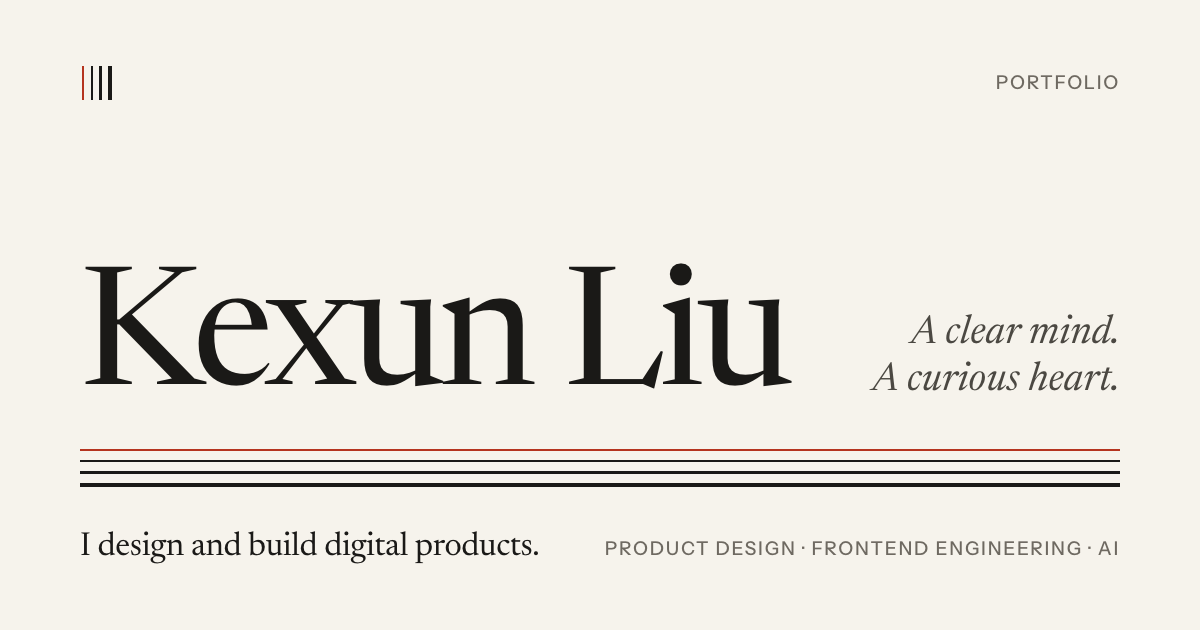 PORTFOLIO
Kexun Liu
A clear mind.
A curious heart.
I design and build digital products.
PRODUCT DESIGN · FRONTEND ENGINEERING · AI